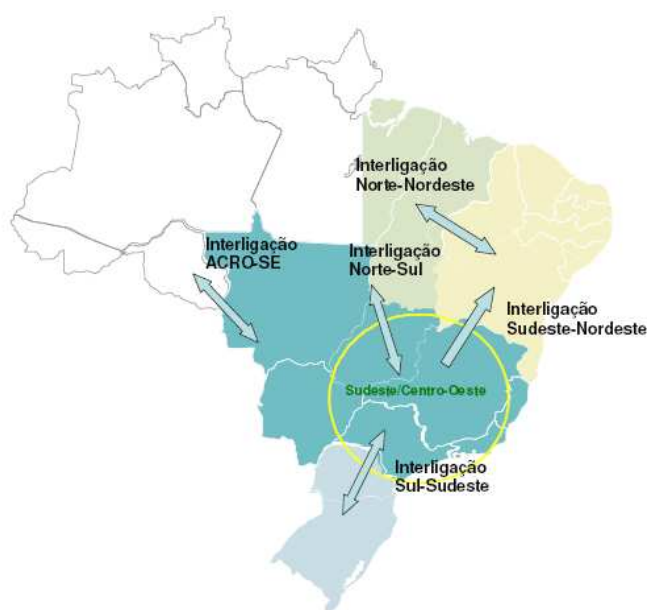 Interligação
Norte-Nordeste
Interligação
ACRO-SE
Interligação
Norte-Sul
Interligação
Sudeste-Nordeste
Sudeste/Centro-Oeste
Interligação
Sul-Sudeste